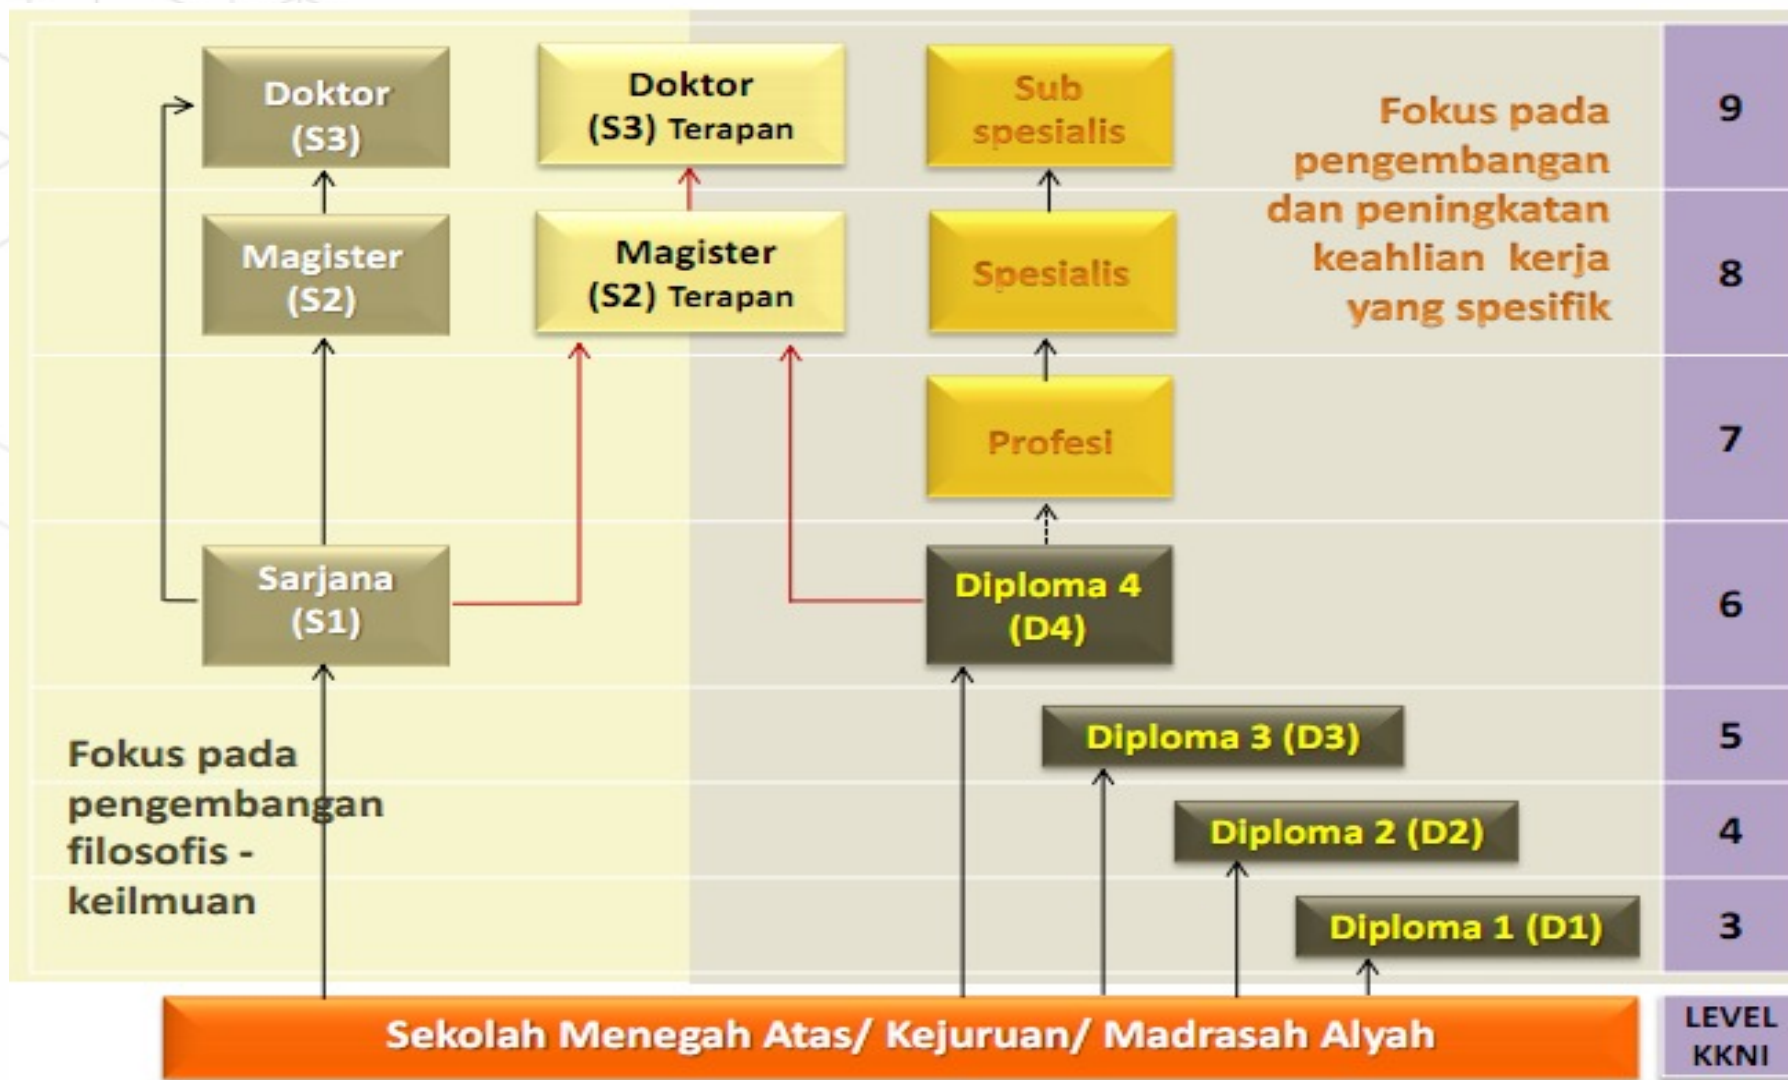 Doktor
(S3)
Doktor
(S3) Terapan
Sub
spesialis
Fokus pada
pengembangan
dan peningkatan
keahlian kerja
yang spesifik
9
Magister
(S2)
Magister
(S2) Terapan
Spesialis
8
Profesi
7
Sarjana
(S1)
Diploma 4
(D4)
6
Fokus pada
pengembangan
filosofis -
keilmuan
Diploma 3 (D3)
5
Diploma 2 (D2)
4
Diploma 1 (D1)
3
Sekolah Menegah Atas/ Kejuruan/ Madrasah Alyah
LEVEL
KKNI